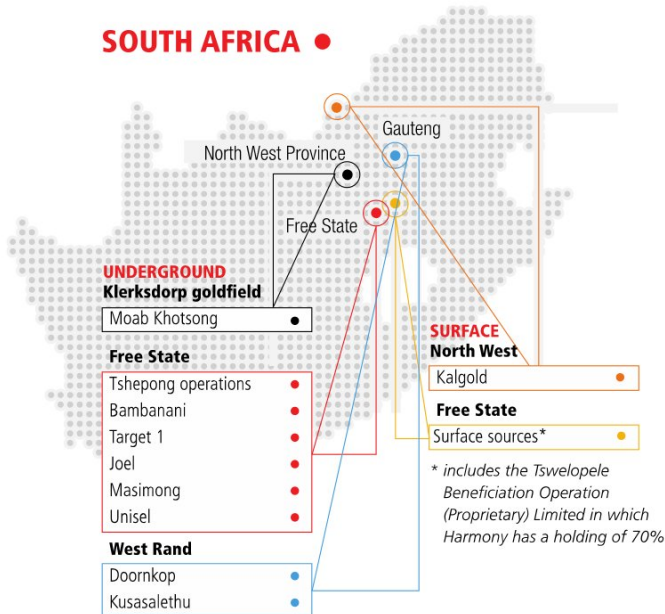 SOUTH AFRICA
Gauteng
North West Province
Free State
UNDERGROUND
Klerksdorp goldfield
Moab Khotsong
Free State
Tshepong operations
Bambanani
Target 1
Joel
Masimong
Unisel
West Rand
Doornkop
Kusasalethu
SURFACE
North West
Kalgold
Free State
Surface sources*
* includes the Tswelopele
Beneficiation Operation
(Proprietary) Limited in which
Harmony has a holding of 70%